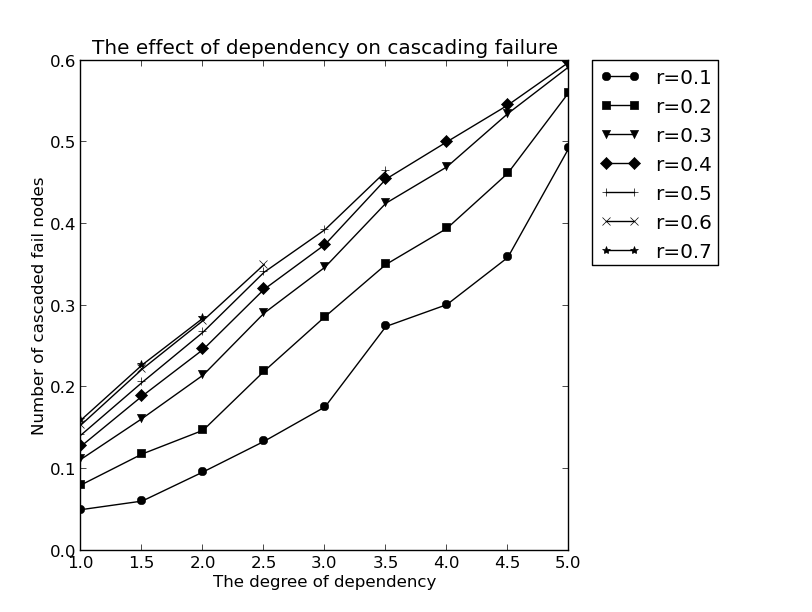 The effect of dependency on cascading failure
0.6
0.5
0.4
0.3
0.2
0.1
0.0
Number of cascaded fail nodes
1.0 1.5 2.0 2.5 3.0 3.5 4.0 4.5 5.0
The degree of dependency
r=0.1
r=0.2
r=0.3
r=0.4
r=0.5
r=0.6
r=0.7